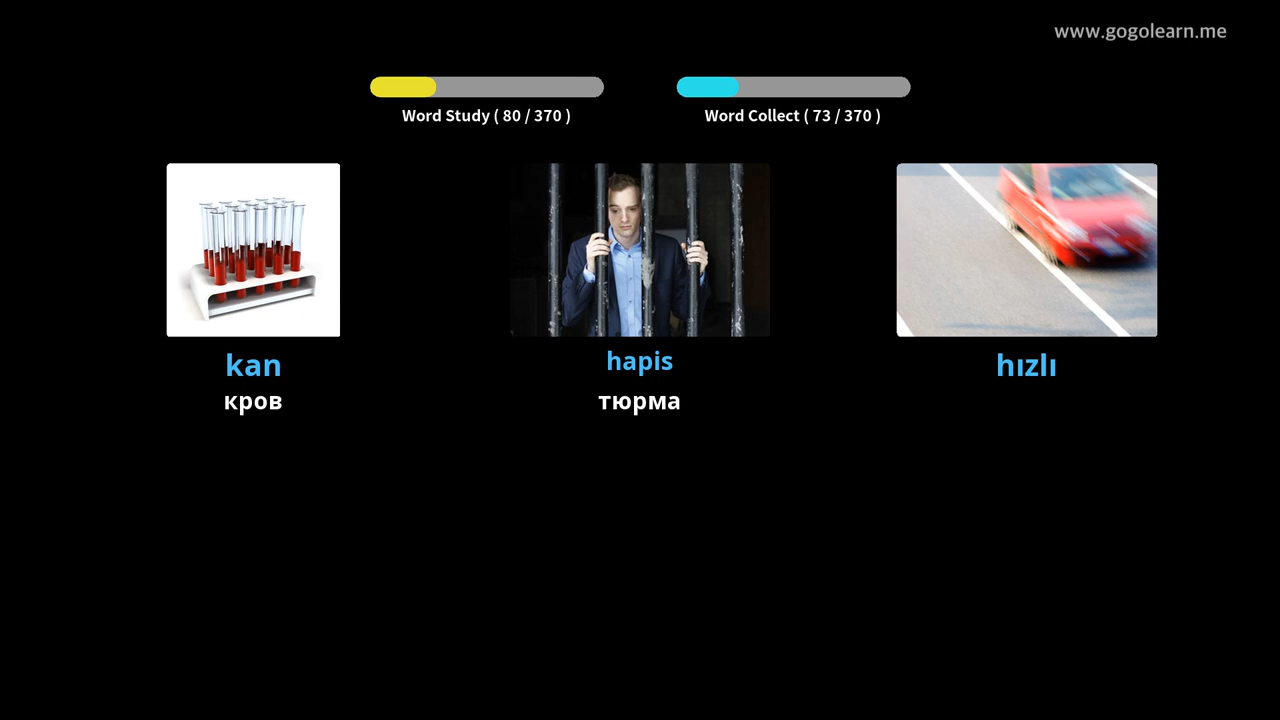 www.gogolearn.me
Word Study ( 80 / 370 )
Word Collect ( 73 / 370 )
kan
кров
hapis
тюрма
hızlı